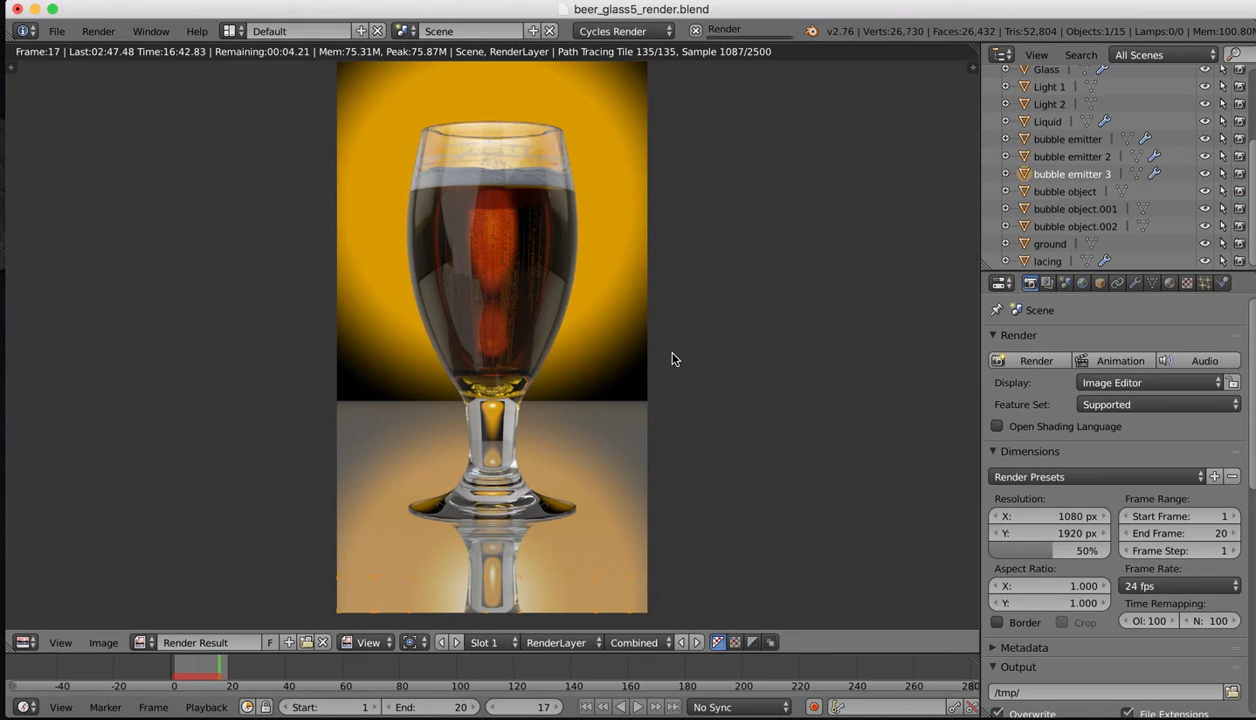 beer_glass5_render.blend
File Render Window Help Default Scene Cycles Render Render v2.76 | Verts:26,730 | Faces:26,432 | Tris:52,804 | Objects:1/15 | Lamps:0/0 | Mem:100.80
Frame:17 | Last:02:47.48 Time:16:42.83 | Remaining:00:04.21 | Mem:75.31M, Peak:75.87M | Scene, RenderLayer | Path Tracing Tile 135/135, Sample 1087/2500
View Search All Scenes
Glass
Light 1
Light 2
Liquid
bubble emitter
bubble emitter 2
bubble emitter 3
bubble object
bubble object.001
bubble object.002
ground
lacing
Scene
Render
Render Animation Audio
Display: Image Editor
Feature Set: Supported
Open Shading Language
Dimensions
Render Presets
Resolution: Frame Range:
X: 1080 px Start Frame: 1
Y: 1920 px End Frame: 20
50% Frame Step: 1
Aspect Ratio: Frame Rate:
X: 1.000 24 fps
Y: 1.000 Time Remapping:
Border Crop Ol: 100 N: 100
Metadata
Output
/tmp/
Overwrite File Extensions
View Image Render Result F View Slot 1 RenderLayer Combined
-40 -20 0 20 40 60 80 100 120 140 160 180 200 220 240 260 280
View Marker Frame Playback Start: 1 End: 20 17 No Sync